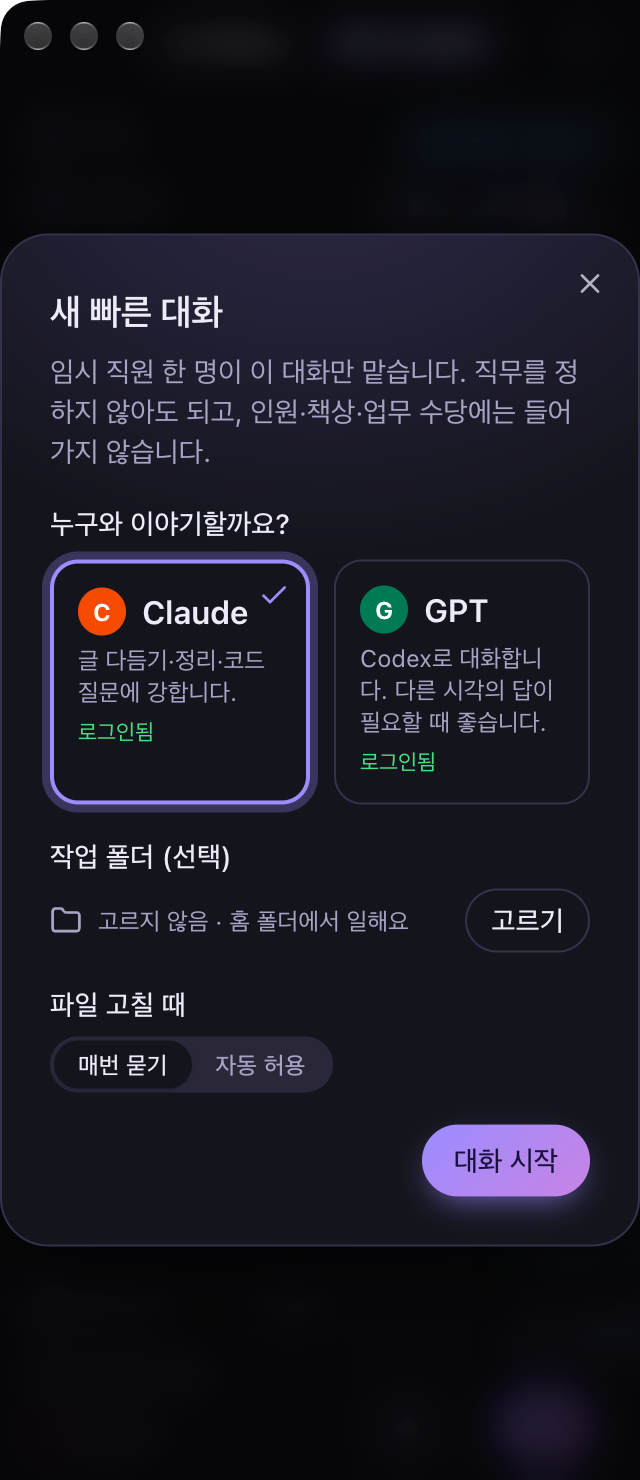 새 빠른 대화
임시 직원 한 명이 이 대화만 맡습니다. 직무를 정
하지 않아도 되고, 인원·책상·업무 수당에는 들어
가지 않습니다.
누구와 이야기할까요?
C Claude
글 다듬기·정리·코드
질문에 강합니다.
로그인됨
G GPT
Codex로 대화합니
다. 다른 시각의 답이
필요할 때 좋습니다.
로그인됨
작업 폴더 (선택)
고르지 않음 · 홈 폴더에서 일해요
고르기
파일 고칠 때
매번 묻기
자동 허용
대화 시작